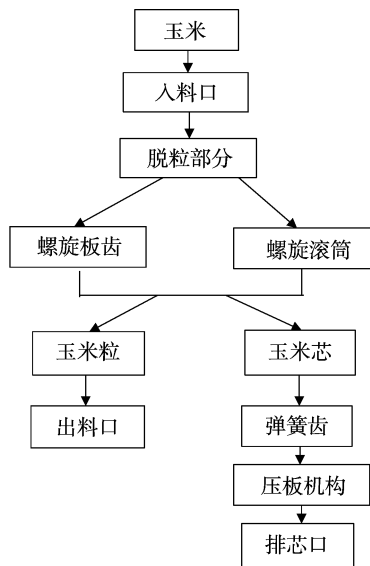 玉米
入料口
脱粒部分
螺旋板齿
螺旋滚筒
玉米粒
玉米芯
出料口
弹簧齿
压板机构
排芯口